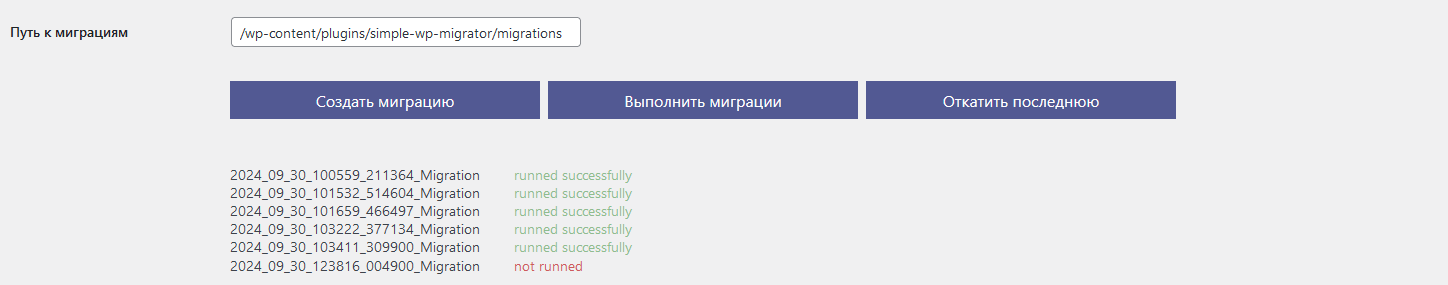 Путь к миграциям /wp-content/plugins/simple-wp-migrator/migrations
Создать миграцию Выполнить миграции Откатить последнюю
2024_09_30_100559_211364_Migration runned successfully
2024_09_30_101532_514604_Migration runned successfully
2024_09_30_101659_466497_Migration runned successfully
2024_09_30_103222_377134_Migration runned successfully
2024_09_30_103411_309900_Migration runned successfully
2024_09_30_123816_004900_Migration not runned